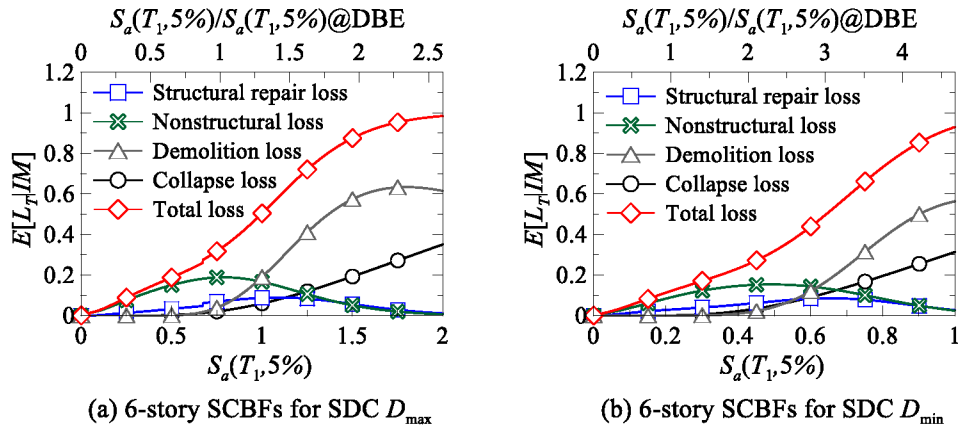 Sa(T1,5%)/Sa(T1,5%)@DBE
0 0.5 1 1.5 2 2.5
1.2
1
0.8
0.6
0.4
0.2
0
E[LT|IM]
Structural repair loss
Nonstructural loss
Demolition loss
Collapse loss
Total loss
0 0.5 1 1.5 2
Sa(T1,5%)
(a) 6-story SCBFs for SDC Dmax
Sa(T1,5%)/Sa(T1,5%)@DBE
0 1 2 3 4
1.2
1
0.8
0.6
0.4
0.2
0
E[LT|IM]
Structural repair loss
Nonstructural loss
Demolition loss
Collapse loss
Total loss
0 0.2 0.4 0.6 0.8 1
Sa(T1,5%)
(b) 6-story SCBFs for SDC Dmin